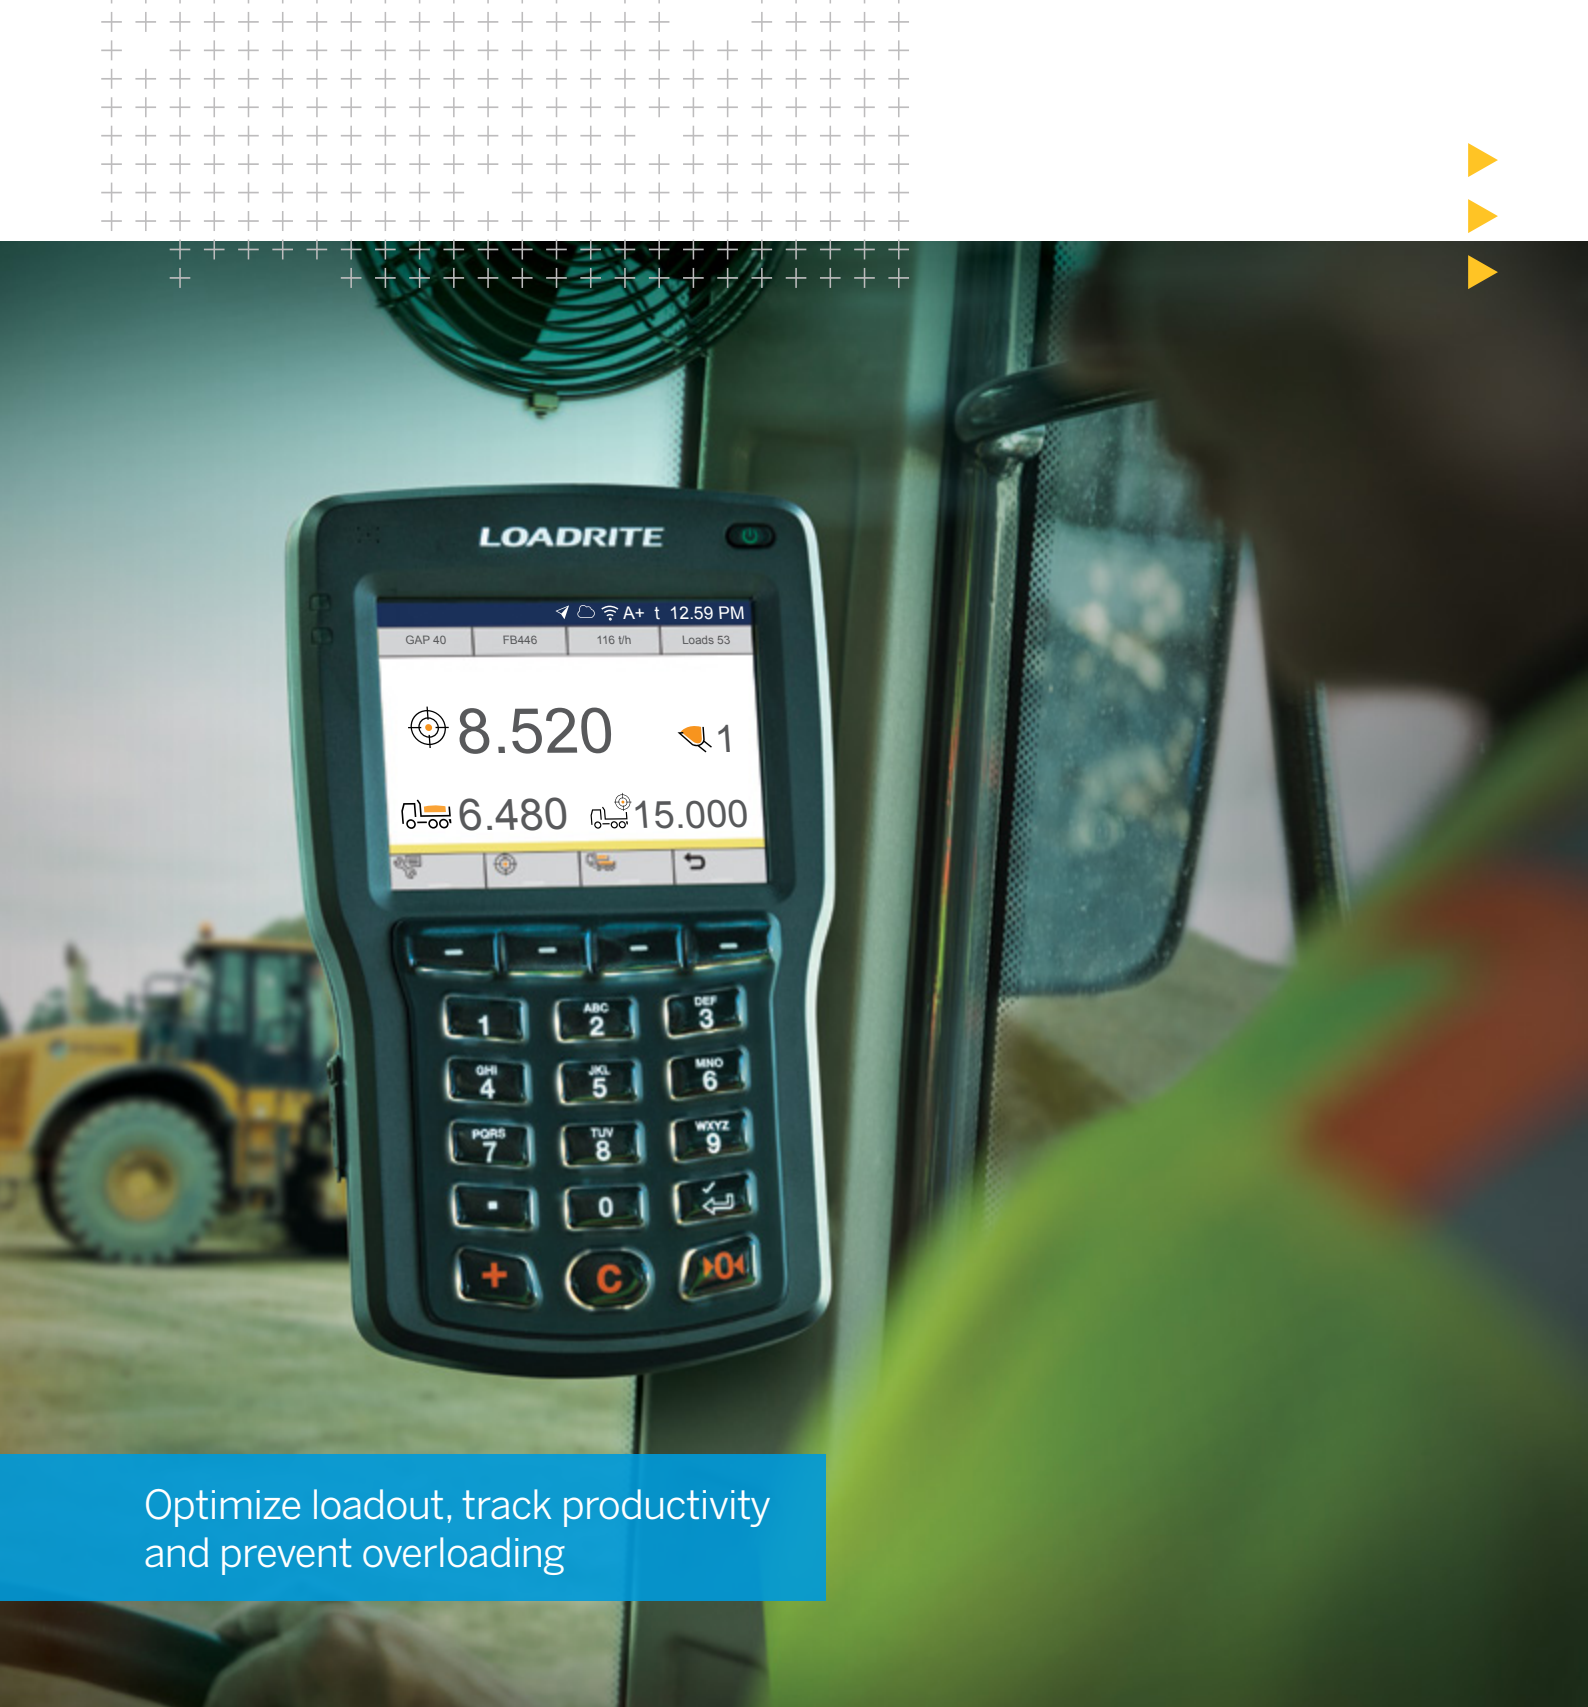 LOADRITE
A+ t 12.59 PM
GAP 40 FB446 116 t/h Loads 53
8.520 1
6.480 15.000
- - - -
1 ABC 2 DEF 3
GHI 4 JKL 5 MNO 6
PQRS 7 TUV 8 WXYZ 9
. 0
+ C 0
Optimize loadout, track productivity
and prevent overloading